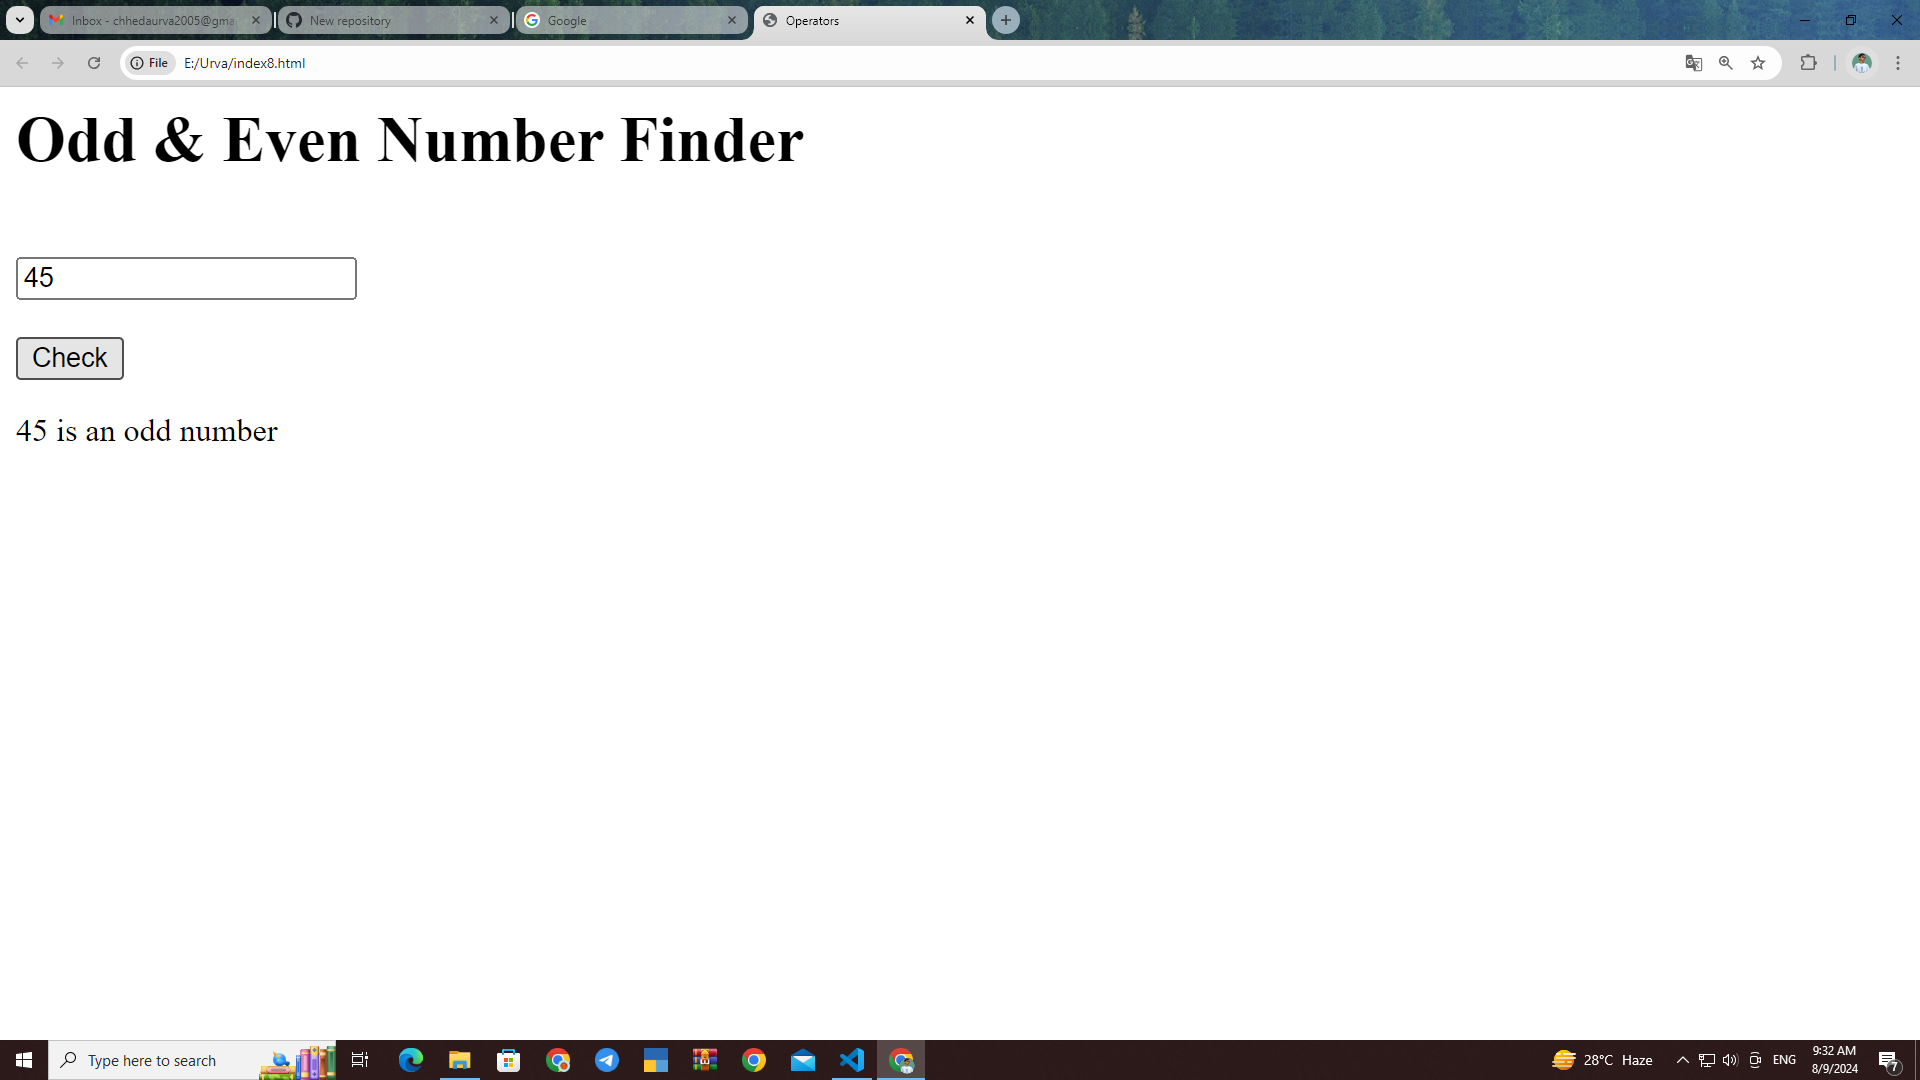 Inbox - chhedaurva2005@gma
New repository
Google
Operators
File
E:/Urva/index8.html
Odd & Even Number Finder
45
Check
45 is an odd number
Type here to search
28°C Haze
ENG
9:32 AM
8/9/2024
7